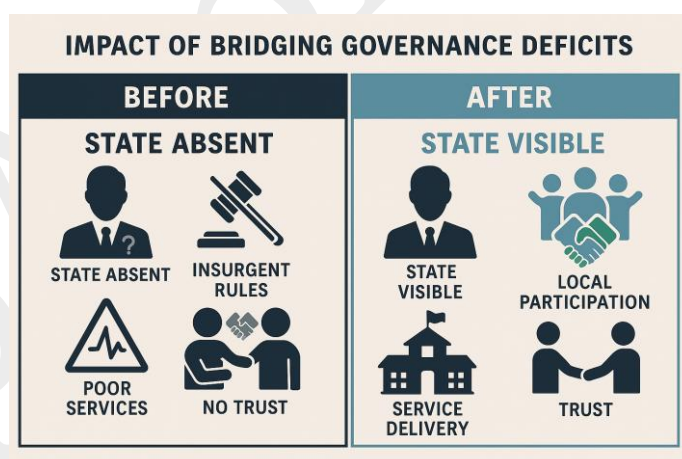 IMPACT OF BRIDGING GOVERNANCE DEFICITS
BEFORE
STATE ABSENT
?
STATE ABSENT
INSURGENT
RULES
POOR
SERVICES
NO TRUST
AFTER
STATE VISIBLE
STATE
VISIBLE
LOCAL
PARTICIPATION
SERVICE
DELIVERY
TRUST